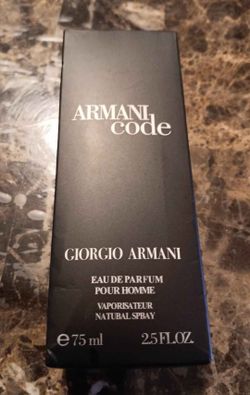 ARMANI
code
GIORGIO ARMANI
EAU DE PARFUM
POUR HOMME
VAPORISATEUR
NATUBAL SPBAY
e 75 ml 2.5 FL.OZ.